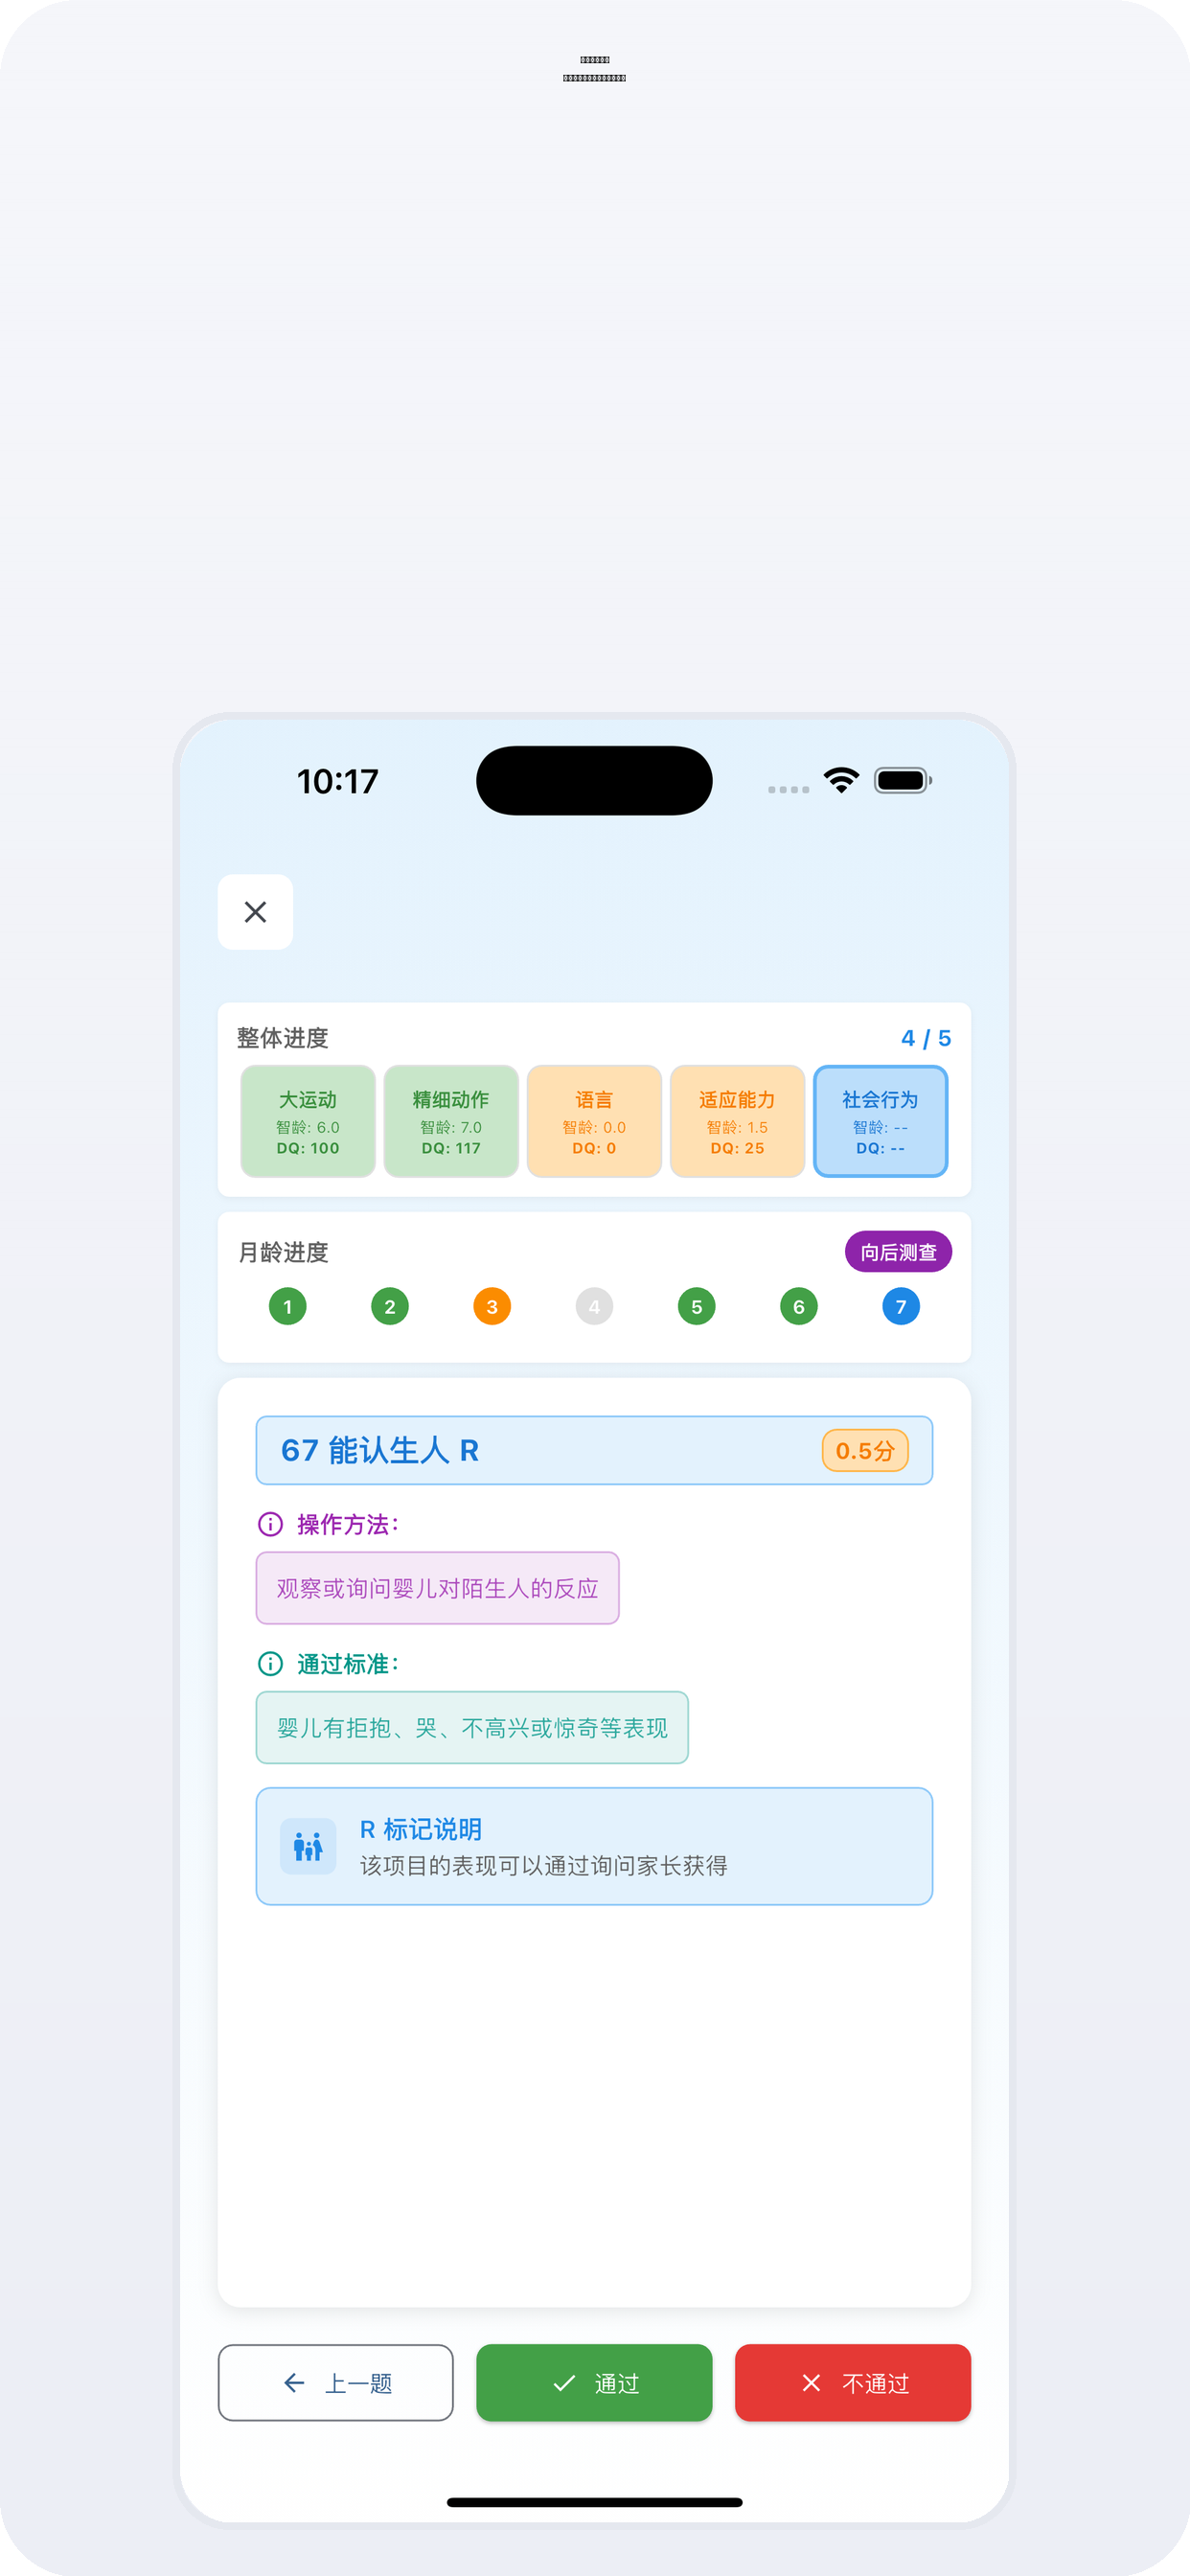 10:17
整体进度
4 / 5
大运动
智龄: 6.0
DQ: 100
精细动作
智龄: 7.0
DQ: 117
语言
智龄: 0.0
DQ: 0
适应能力
智龄: 1.5
DQ: 25
社会行为
智龄: --
DQ: --
月龄进度
向后测查
1 2 3 4 5 6 7
67 能认生人 R
0.5分
操作方法：
观察或询问婴儿对陌生人的反应
通过标准：
婴儿有拒抱、哭、不高兴或惊奇等表现
R 标记说明
该项目的表现可以通过询问家长获得
上一题
通过
不通过